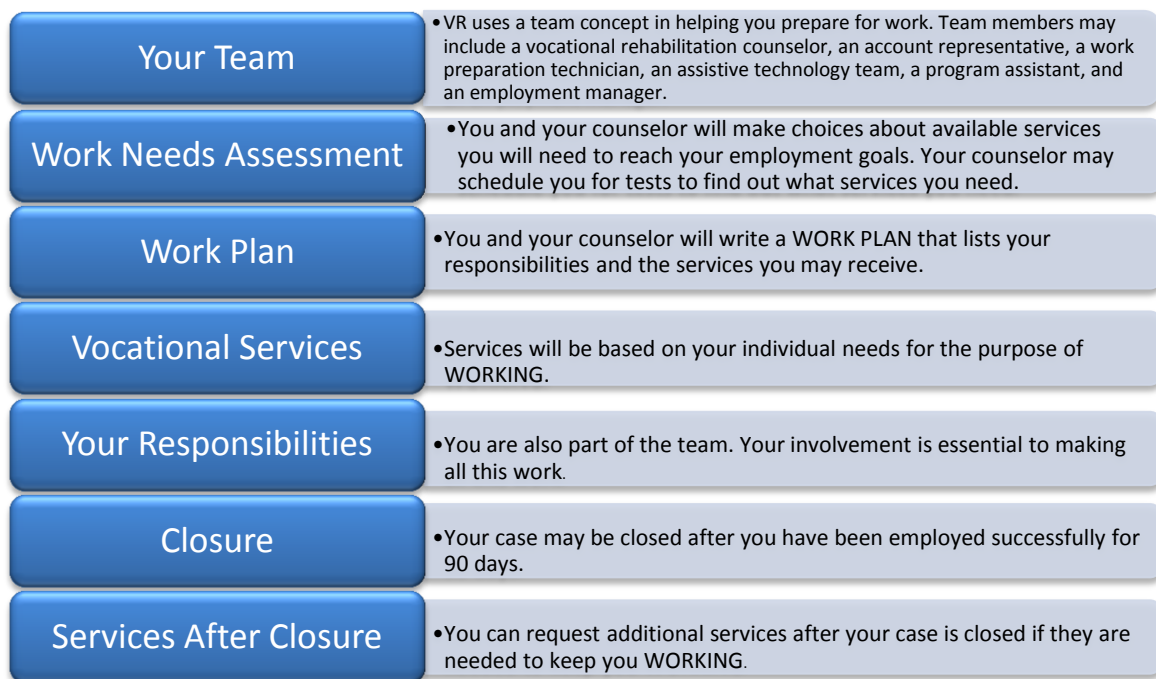 Your Team
•VR uses a team concept in helping you prepare for work. Team members may
include a vocational rehabilitation counselor, an account representative, a work
preparation technician, an assistive technology team, a program assistant, and
an employment manager.
Work Needs Assessment
•You and your counselor will make choices about available services
you will need to reach your employment goals. Your counselor may
schedule you for tests to find out what services you need.
Work Plan
•You and your counselor will write a WORK PLAN that lists your
responsibilities and the services you may receive.
Vocational Services
•Services will be based on your individual needs for the purpose of
WORKING.
Your Responsibilities
•You are also part of the team. Your involvement is essential to making
all this work.
Closure
•Your case may be closed after you have been employed successfully for
90 days.
Services After Closure
•You can request additional services after your case is closed if they are
needed to keep you WORKING.